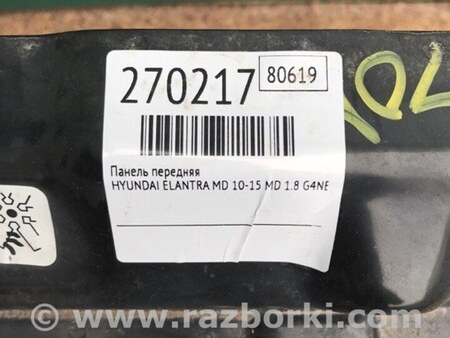 270217
80619
Панель передняя
HYUNDAI ELANTRA MD 10-15 MD 1.8 G4NE
www.razborki.com